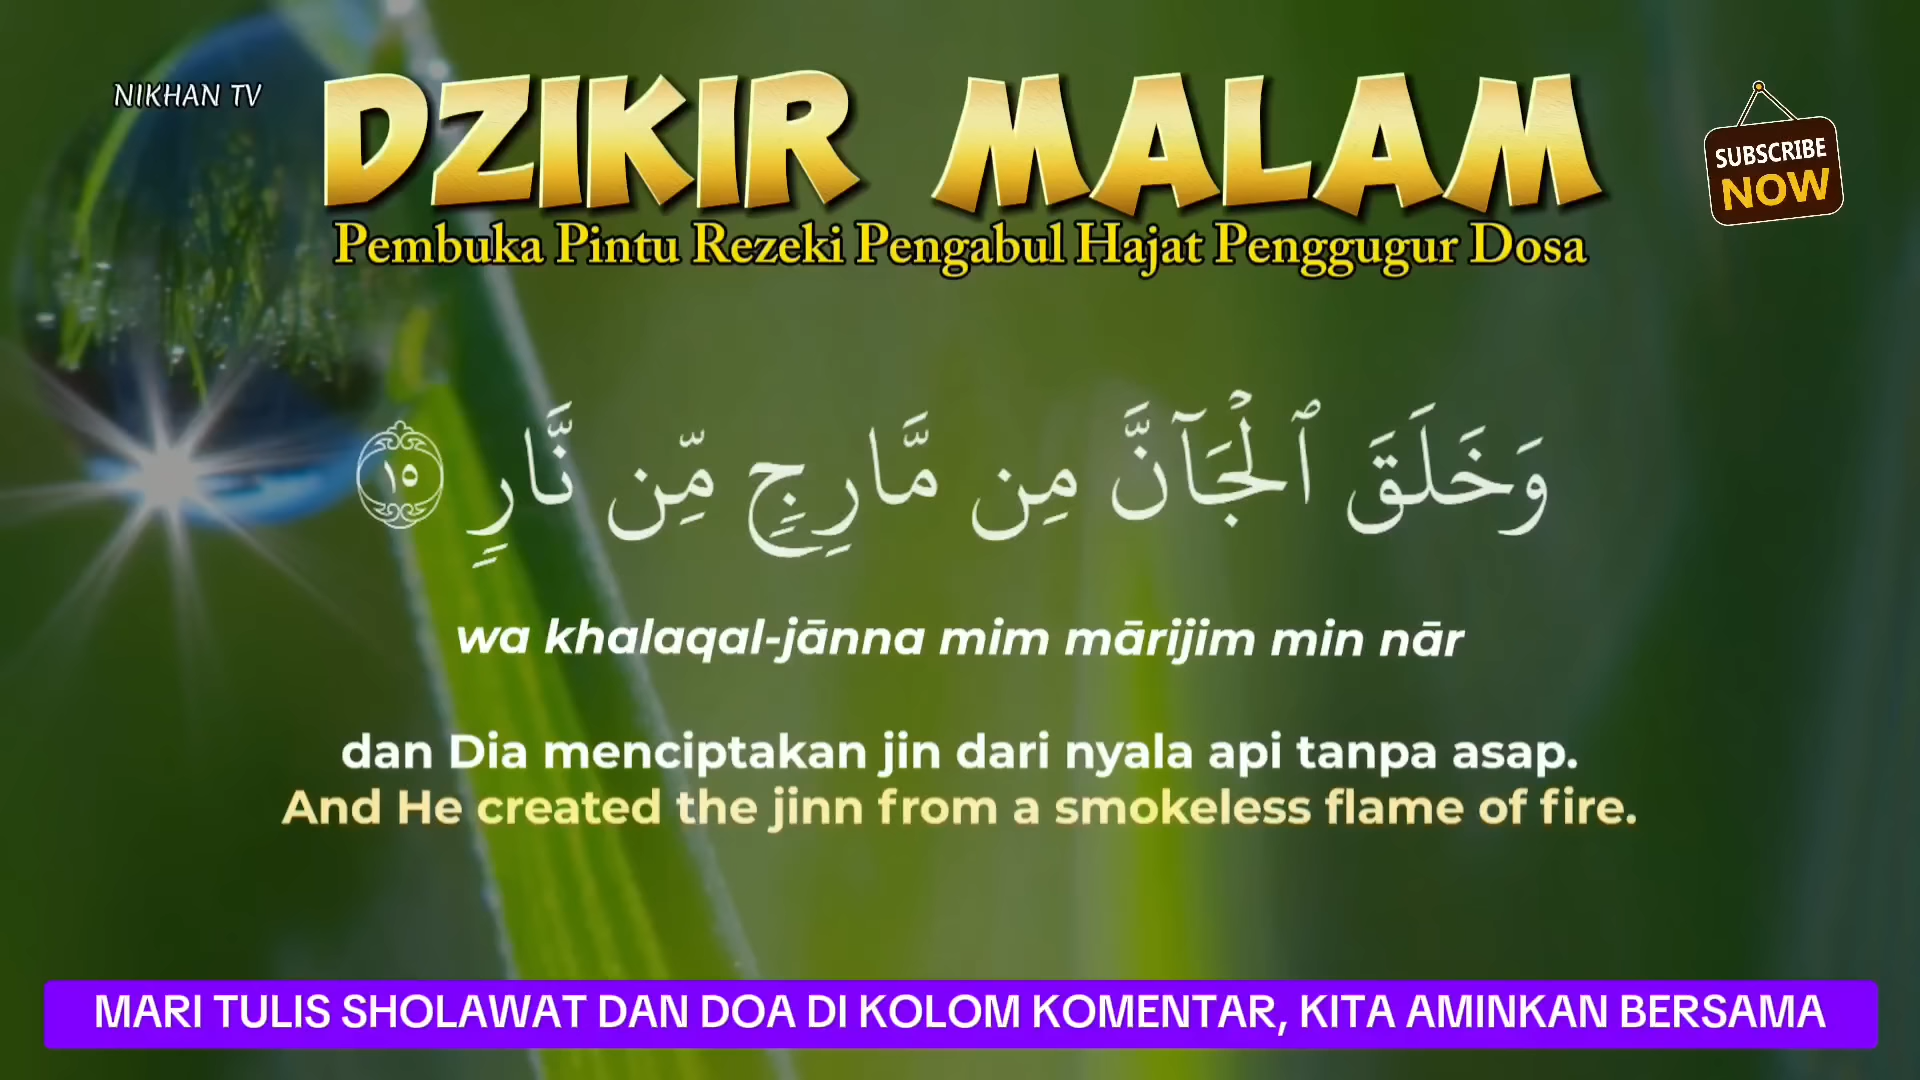 NIKHAN TV
DZIKIR MALAM
SUBSCRIBE
NOW
Pembuka Pintu Rezeki Pengabul Hajat Penggugur Dosa
وَخَلَقَ ٱلْجَآنَّ مِن مَّارِجٍ مِّن نَّارٍ ١٥
wa khalaqal-jānna mim mārijim min nār
dan Dia menciptakan jin dari nyala api tanpa asap.
And He created the jinn from a smokeless flame of fire.
MARI TULIS SHOLAWAT DAN DOA DI KOLOM KOMENTAR, KITA AMINKAN BERSAMA